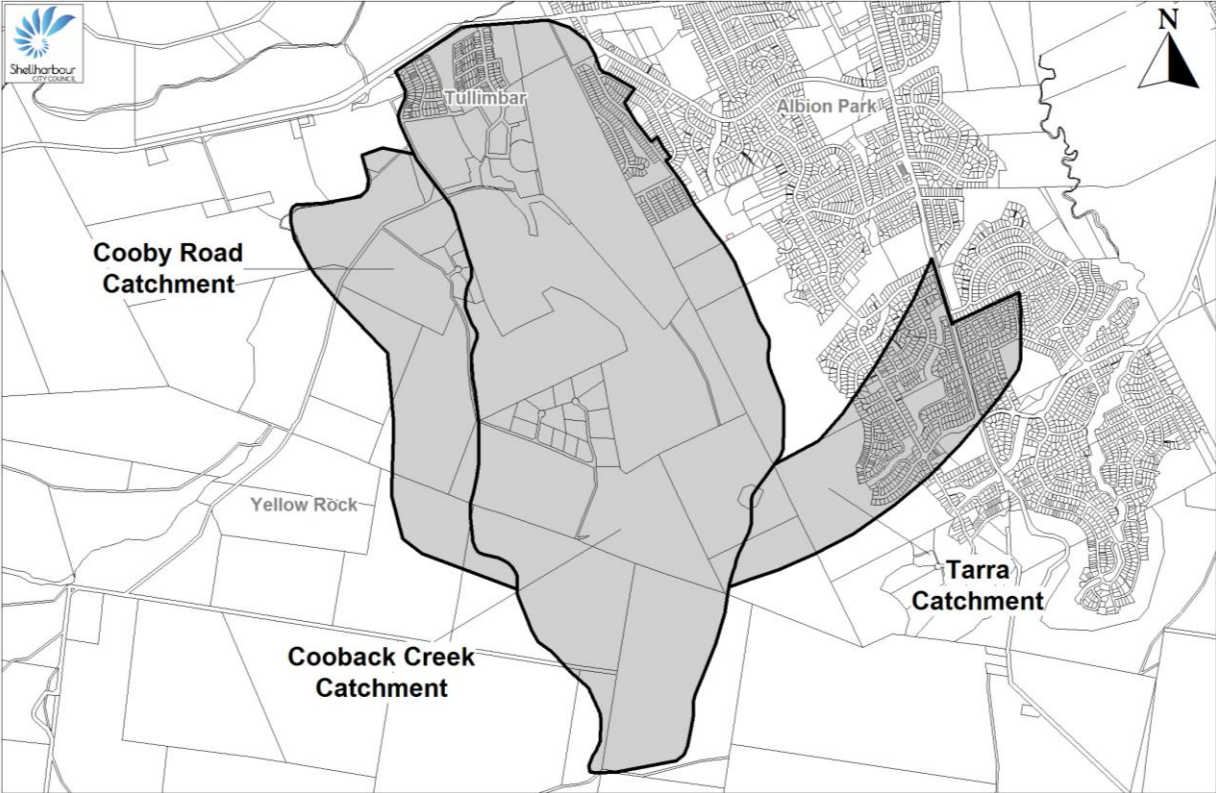 Shellharbour
CITY COUNCIL
N
Tullimbar
Albion Park
Cooby Road
Catchment
Yellow Rock
Tarra
Catchment
Cooback Creek
Catchment